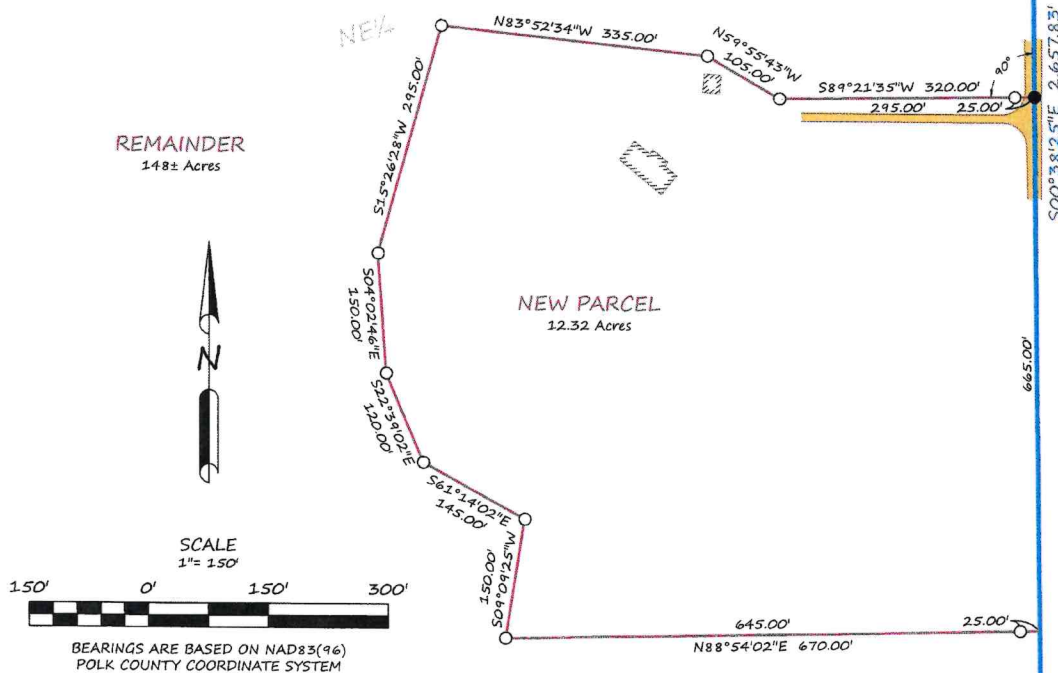 NE¼
N83°52'34"W 335.00'
N59°55'43"W
105.00'
S89°21'35"W 320.00'
295.00' 25.00'
90°
S00°38'25"E 2657.83'
S15°26'28"W 295.00'
REMAINDER
148± Acres
S04°02'46"E
150.00'
NEW PARCEL
12.32 Acres
N
S22°39'02"E
120.00'
665.00'
S61°14'02"E
145.00'
150.00'
S09°09'25"W
SCALE
1"= 150'
150' 0' 150' 300'
645.00' 25.00'
N88°54'02"E 670.00'
BEARINGS ARE BASED ON NAD83(96)
POLK COUNTY COORDINATE SYSTEM